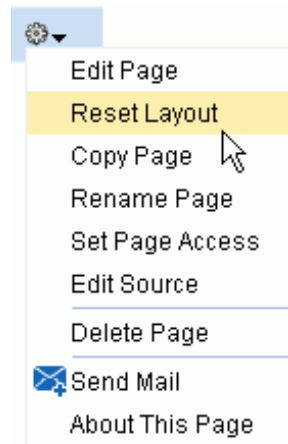 Edit Page
Reset Layout
Copy Page
Rename Page
Set Page Access
Edit Source
Delete Page
Send Mail
About This Page